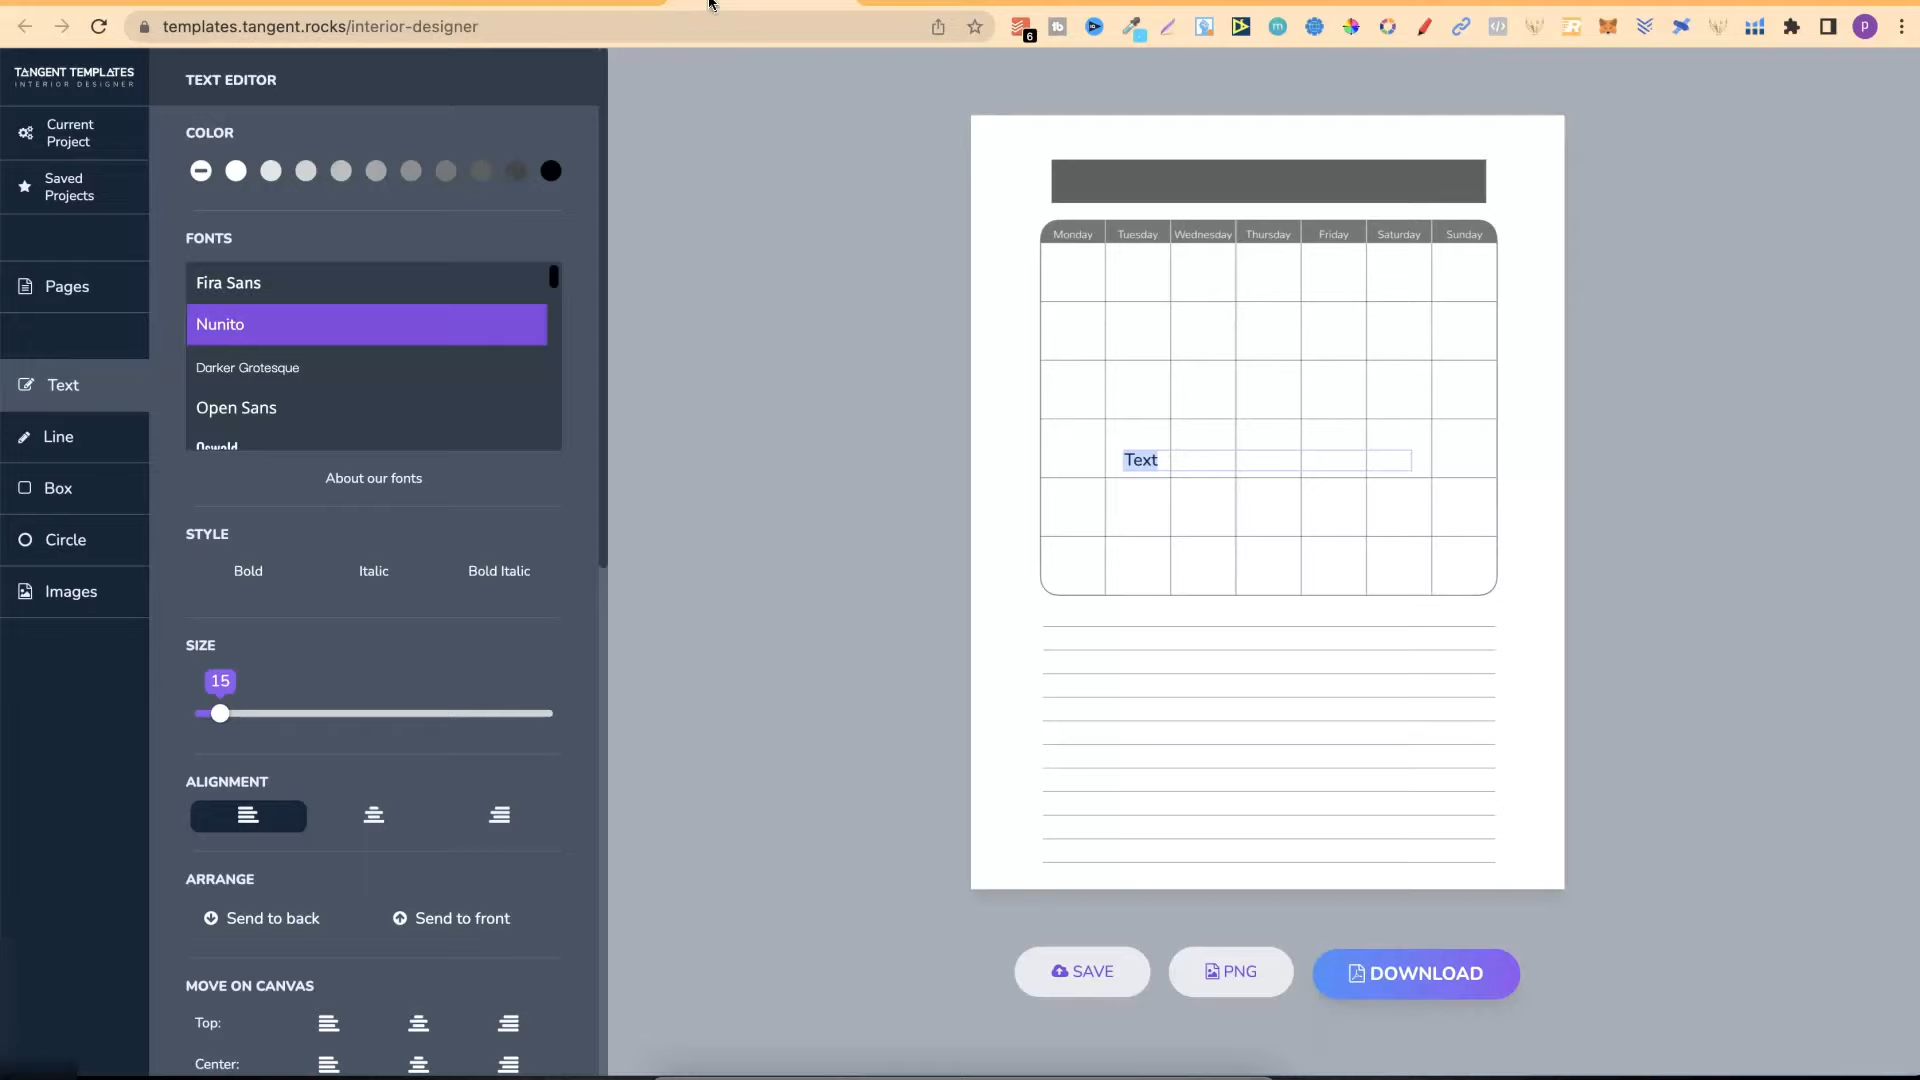 templates.tangent.rocks/interior-designer
6
tb
m
P
TANGENT TEMPLATES
INTERIOR DESIGNER
Current
Project
Saved
Projects
Pages
Text
Line
Box
Circle
Images
TEXT EDITOR
COLOR
FONTS
Fira Sans
Nunito
Darker Grotesque
Open Sans
Oswald
About our fonts
STYLE
Bold Italic Bold Italic
SIZE
15
ALIGNMENT
ARRANGE
Send to back Send to front
MOVE ON CANVAS
Top:
Center:
Monday Tuesday Wednesday Thursday Friday Saturday Sunday
Text
SAVE PNG DOWNLOAD